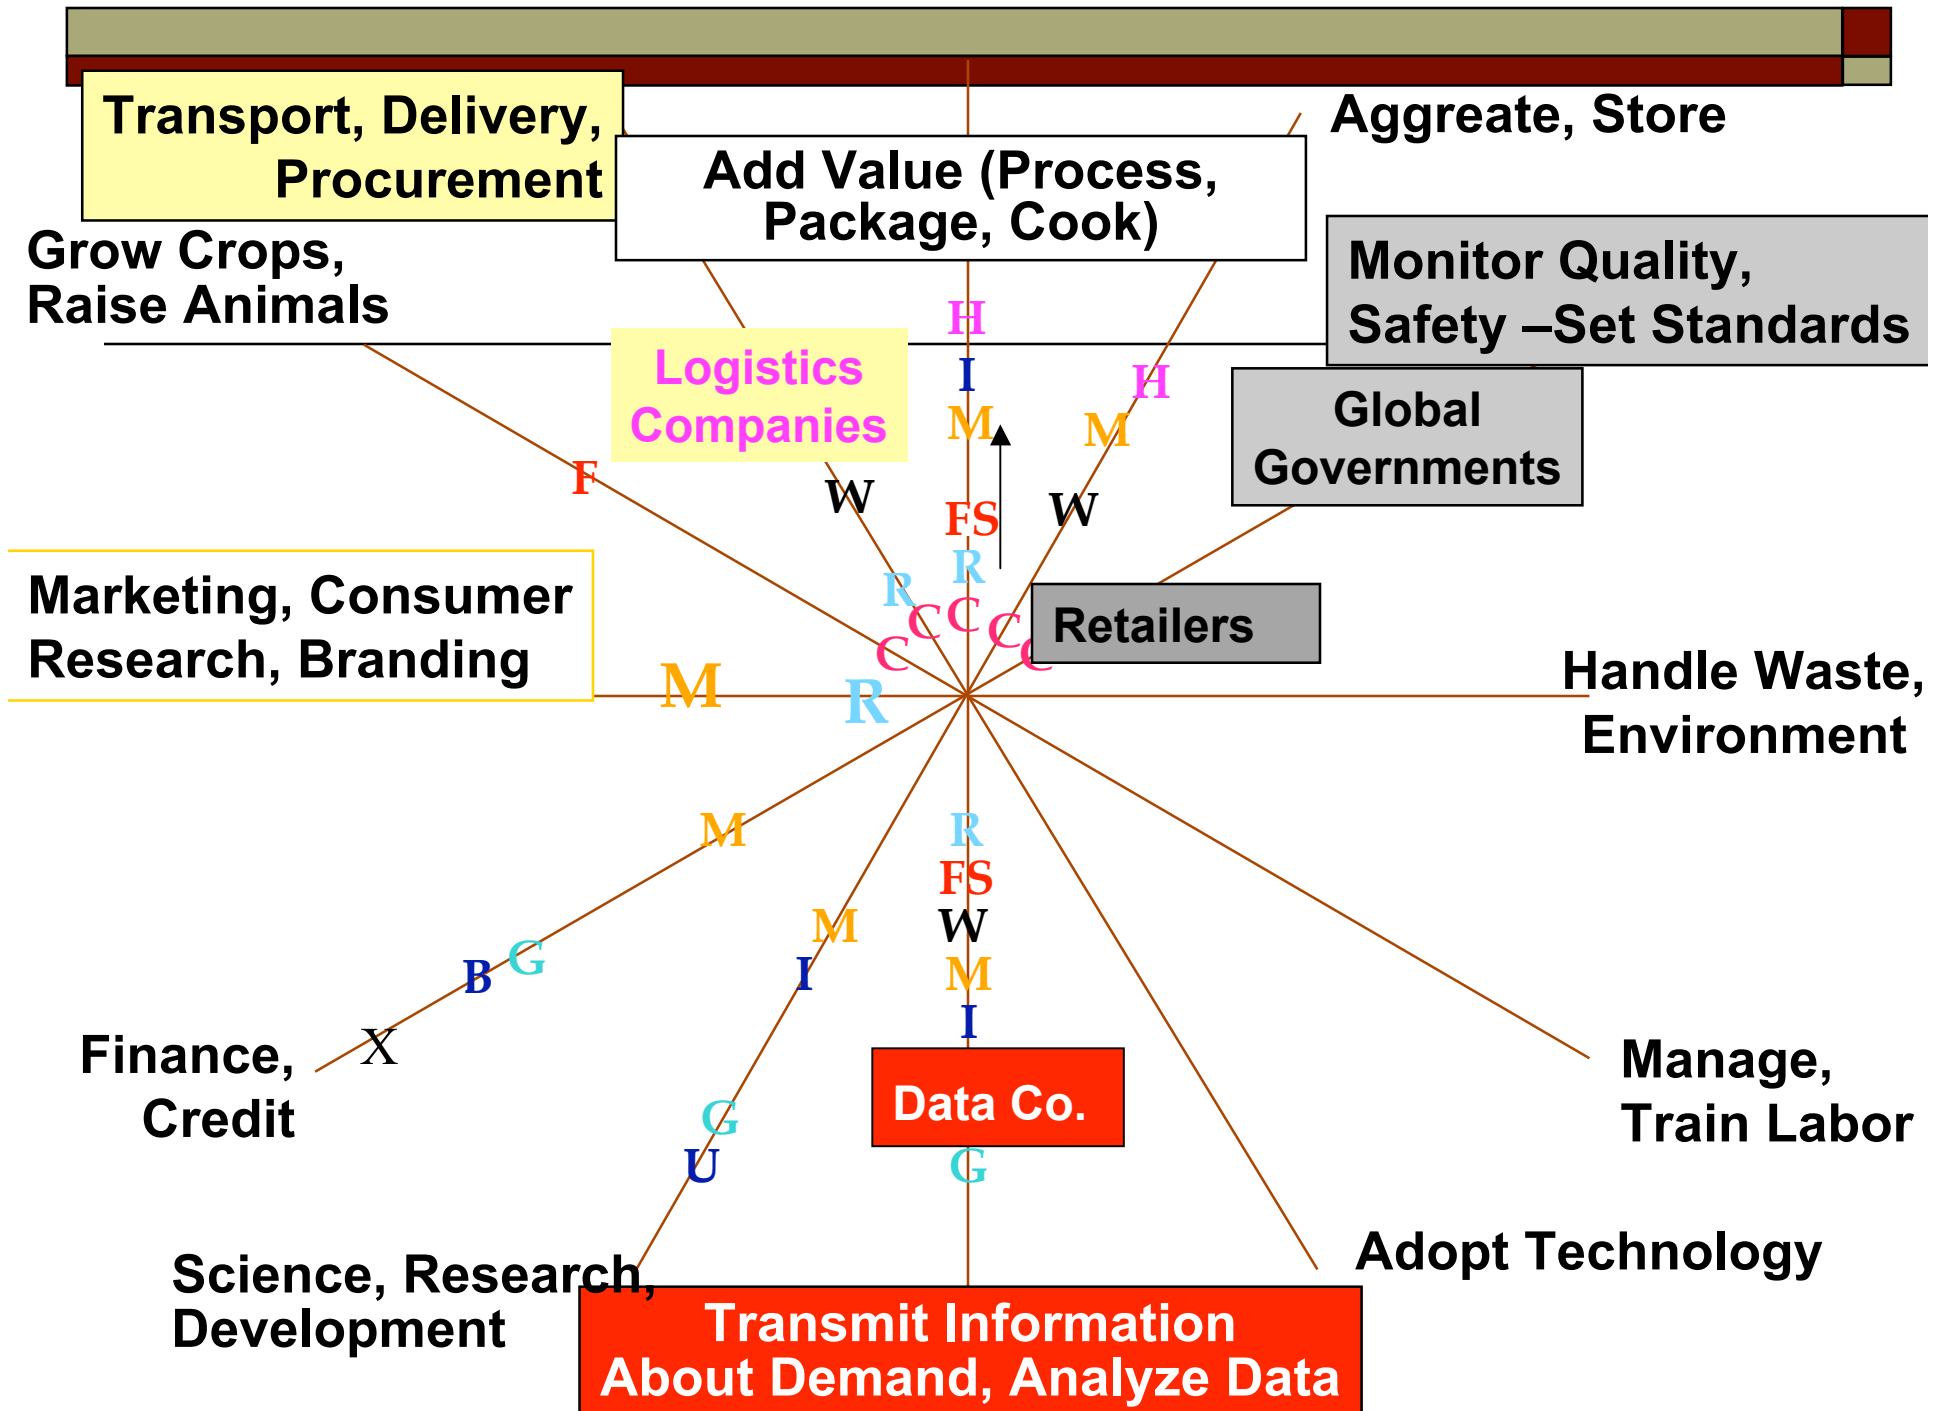 Transport, Delivery,
Procurement
Aggreate, Store
Add Value (Process,
Package, Cook)
Grow Crops,
Raise Animals
Monitor Quality,
Safety –Set Standards
H
Logistics
Companies
I
H
M
M
Global
Governments
F
W
W
FS
R
R
C
C
C
C
C
Retailers
Marketing, Consumer
Research, Branding
M
R
Handle Waste,
Environment
M
R
FS
M
W
B
G
I
M
I
X
Finance,
Credit
Data Co.
Manage,
Train Labor
G
U
G
Adopt Technology
Science, Research,
Development
Transmit Information
About Demand, Analyze Data